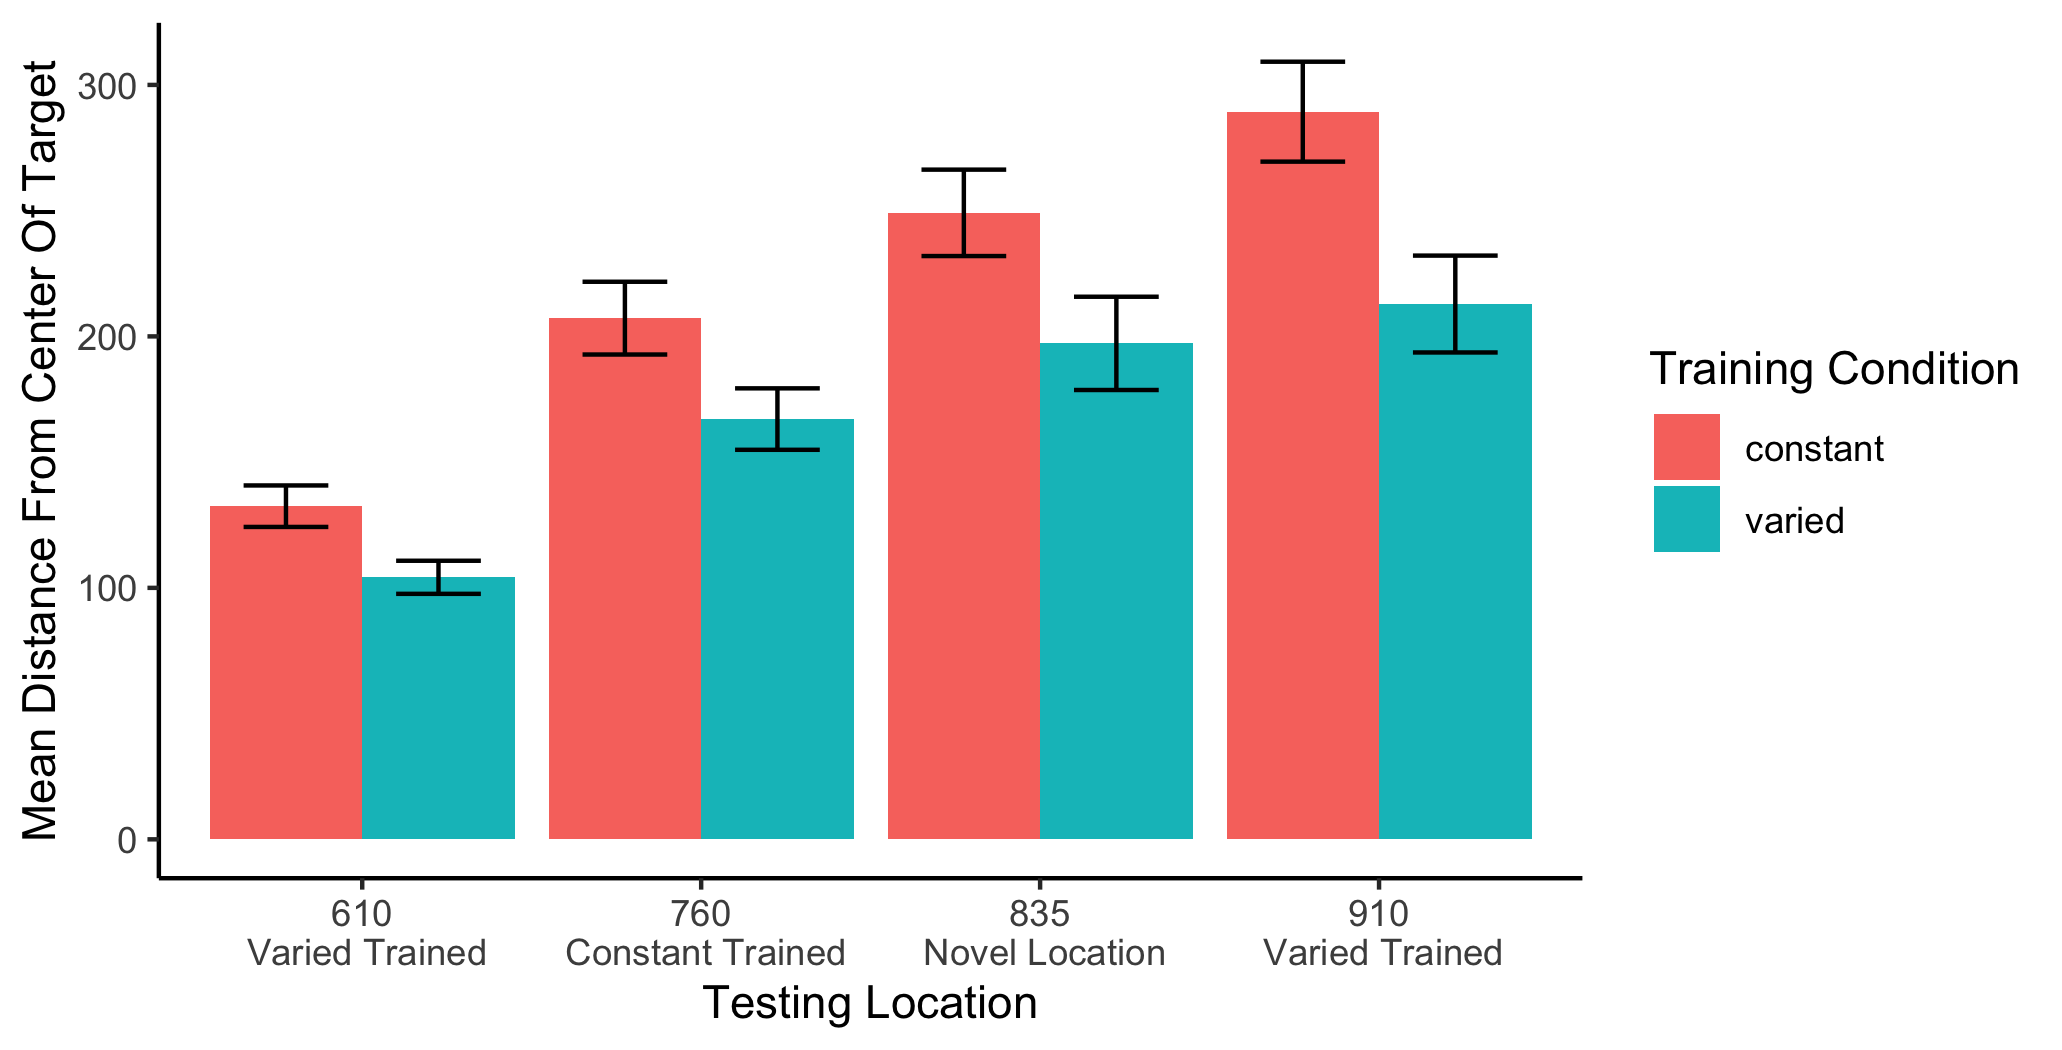 Mean Distance From Center Of Target
300
200
100
0
610
Varied Trained
760
Constant Trained
835
Novel Location
910
Varied Trained
Testing Location
Training Condition
constant
varied